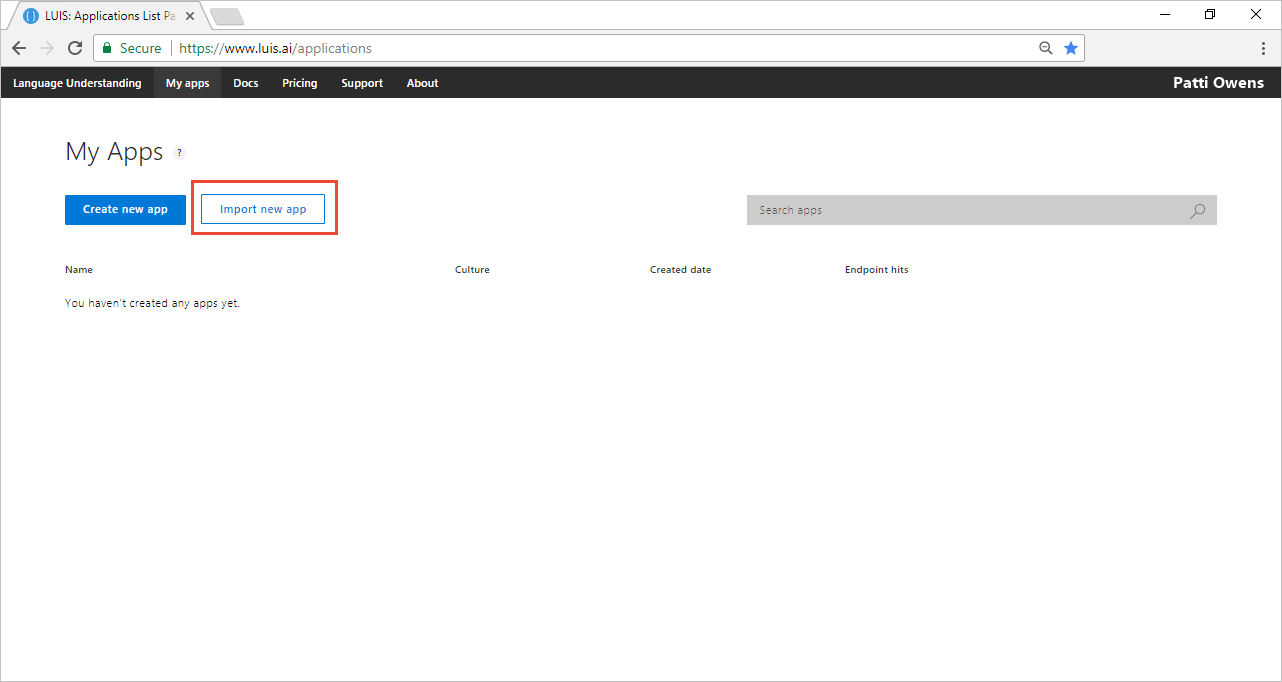 LUIS: Applications List Pa
Secure https://www.luis.ai/applications
Language Understanding My apps Docs Pricing Support About Patti Owens
My Apps ?
Create new app Import new app Search apps
Name Culture Created date Endpoint hits
You haven't created any apps yet.